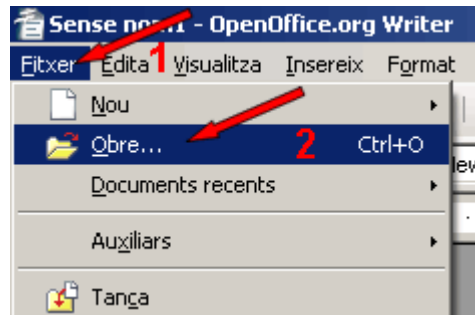 Sense nom1 - OpenOffice.org Writer
Fitxer Edita 1 Visualitza Insereix Format
Nou
Obre... 2 Ctrl+O
Documents recents
Auxiliars
Tanca